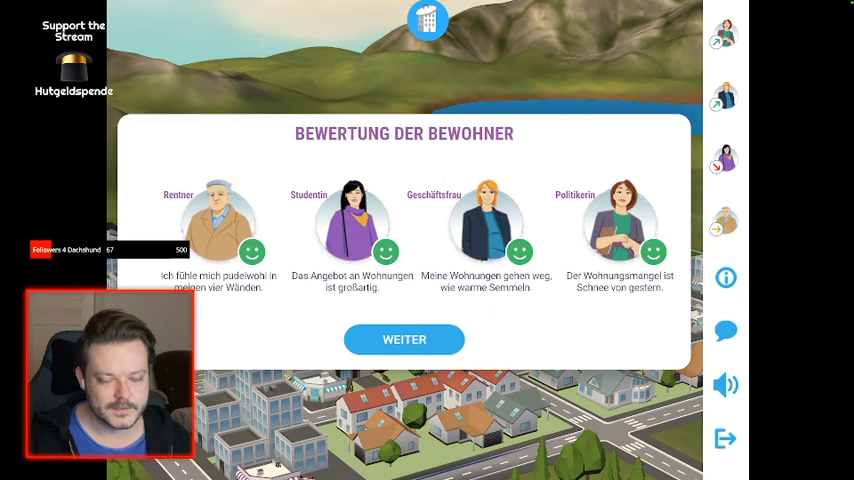 Support the
Stream
Hutgeldspende
BEWERTUNG DER BEWOHNER
Rentner
Studentin
Geschäftsfrau
Politikerin
Followers 4 Dachshund 67 500
Ich fühle mich pudelwohl in
meinen vier Wänden.
Das Angebot an Wohnungen
ist großartig.
Meine Wohnungen gehen weg,
wie warme Semmeln.
Der Wohnungsmangel ist
Schnee von gestern.
WEITER